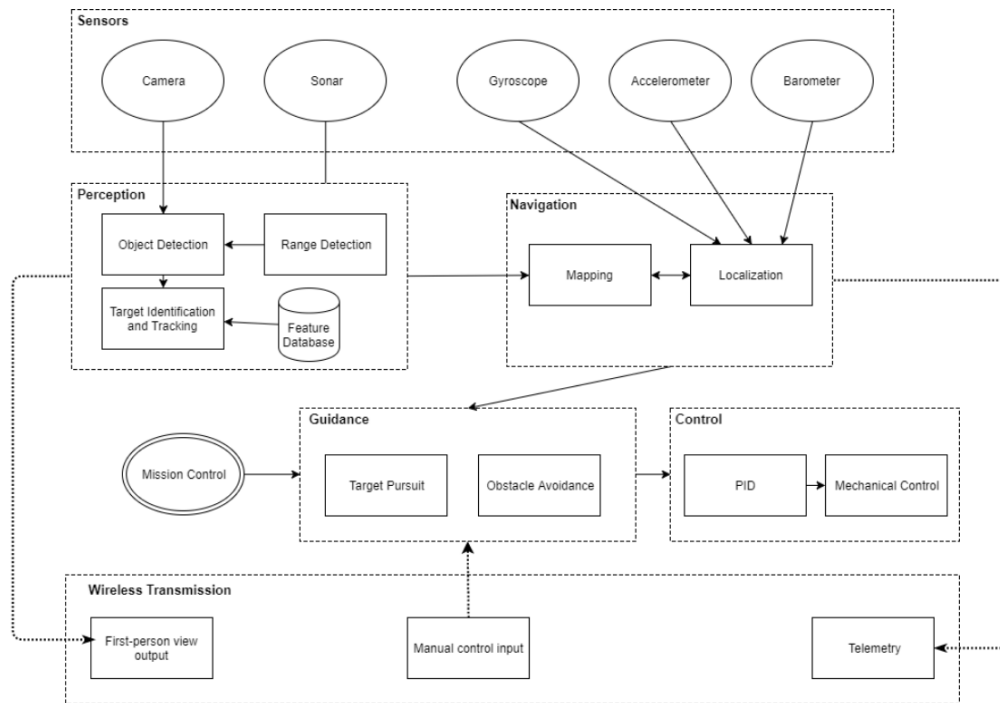 Sensors
Camera
Sonar
Gyroscope
Accelerometer
Barometer
Perception
Object Detection
Range Detection
Target Identification
and Tracking
Feature
Database
Navigation
Mapping
Localization
Mission Control
Guidance
Target Pursuit
Obstacle Avoidance
Control
PID
Mechanical Control
Wireless Transmission
First-person view
output
Manual control input
Telemetry